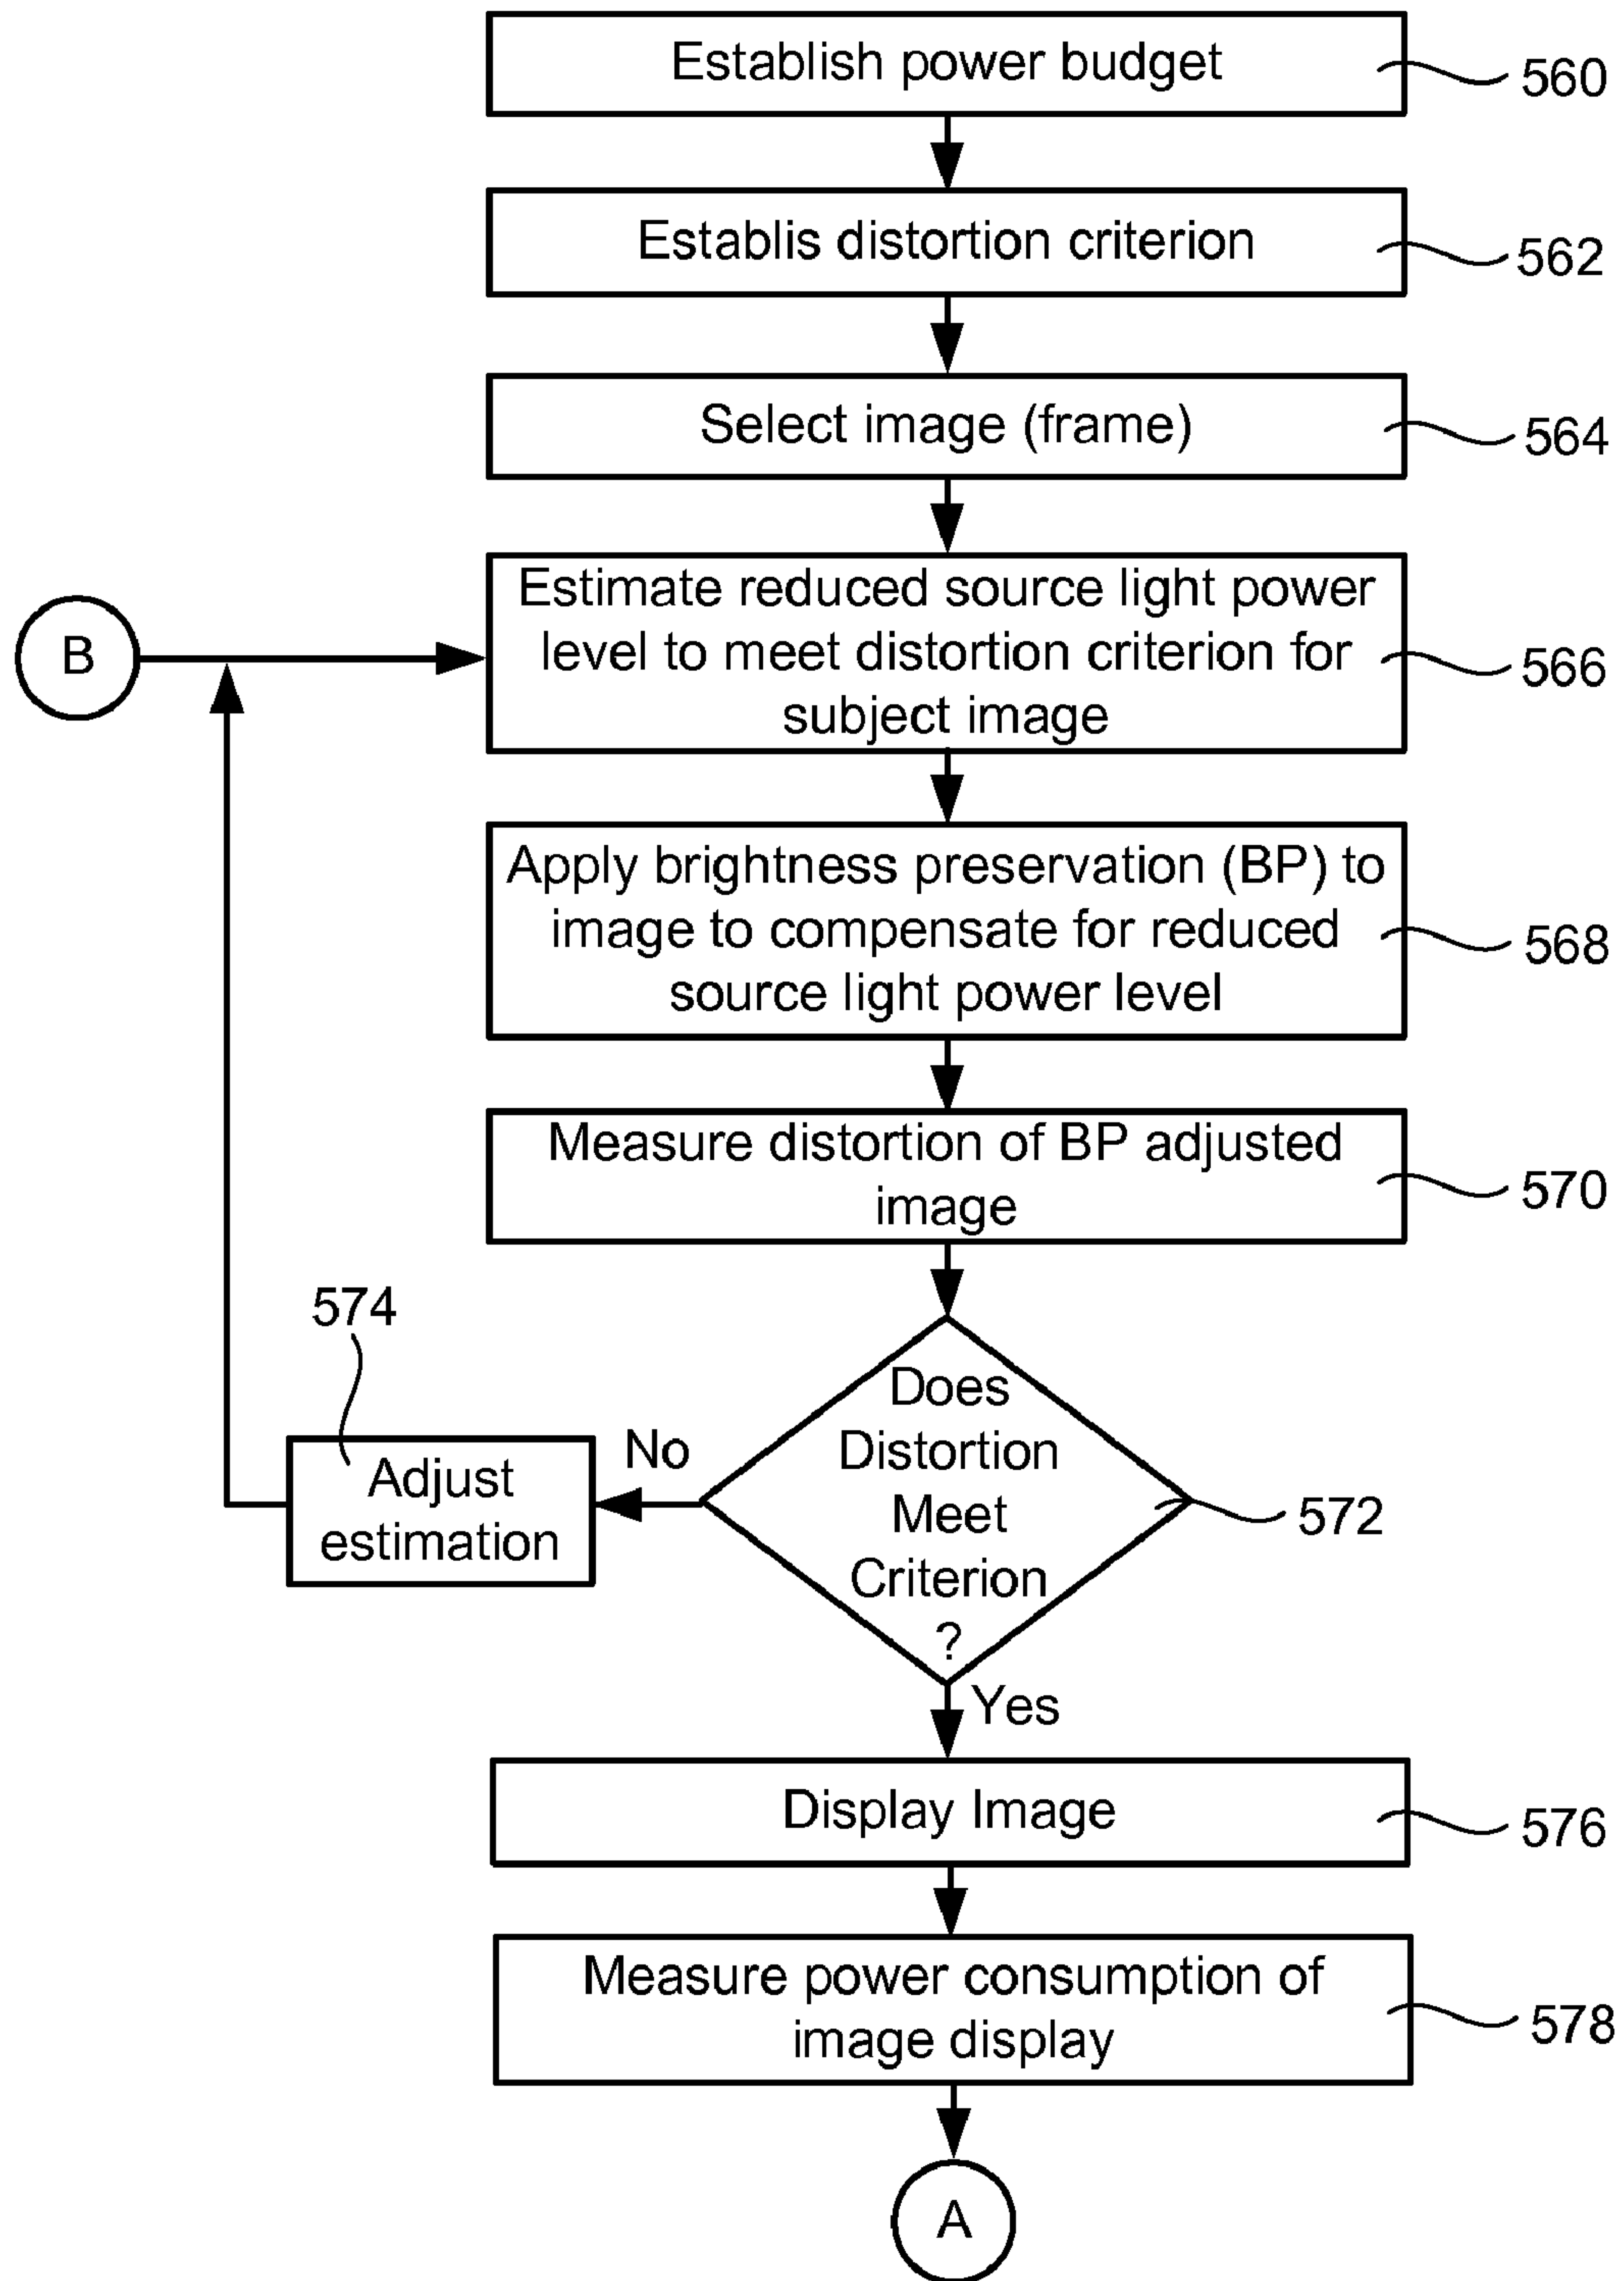 Establish power budget
560
Establis distortion criterion
562
Select image (frame)
564
Estimate reduced source light power
level to meet distortion criterion for
subject image
566
B
Apply brightness preservation (BP) to
image to compensate for reduced
source light power level
568
Measure distortion of BP adjusted
image
570
Does
Distortion
Meet
Criterion
?
572
No
574
Adjust
estimation
Yes
Display Image
576
Measure power consumption of
image display
578
A